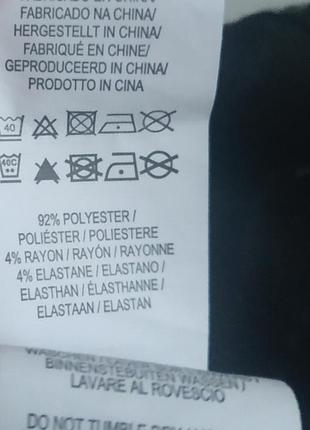 FABRICADO NA CHINA/
HERGESTELLT IN CHINA/
FABRIQUÉ EN CHINE/
GEPRODUCEERD IN CHINA/
PRODOTTO IN CINA
40
40C
92% POLYESTER /
POLIÉSTER / POLIESTERE
4% RAYON / RAYÓN / RAYONNE
4% ELASTANE / ELASTANO /
ELASTHAN / ÉLASTHANNE /
ELASTAAN / ELASTAN
BINNENSTEBUITEN WASSEN /
LAVARE AL ROVESCIO
DO NOT TUMBLE